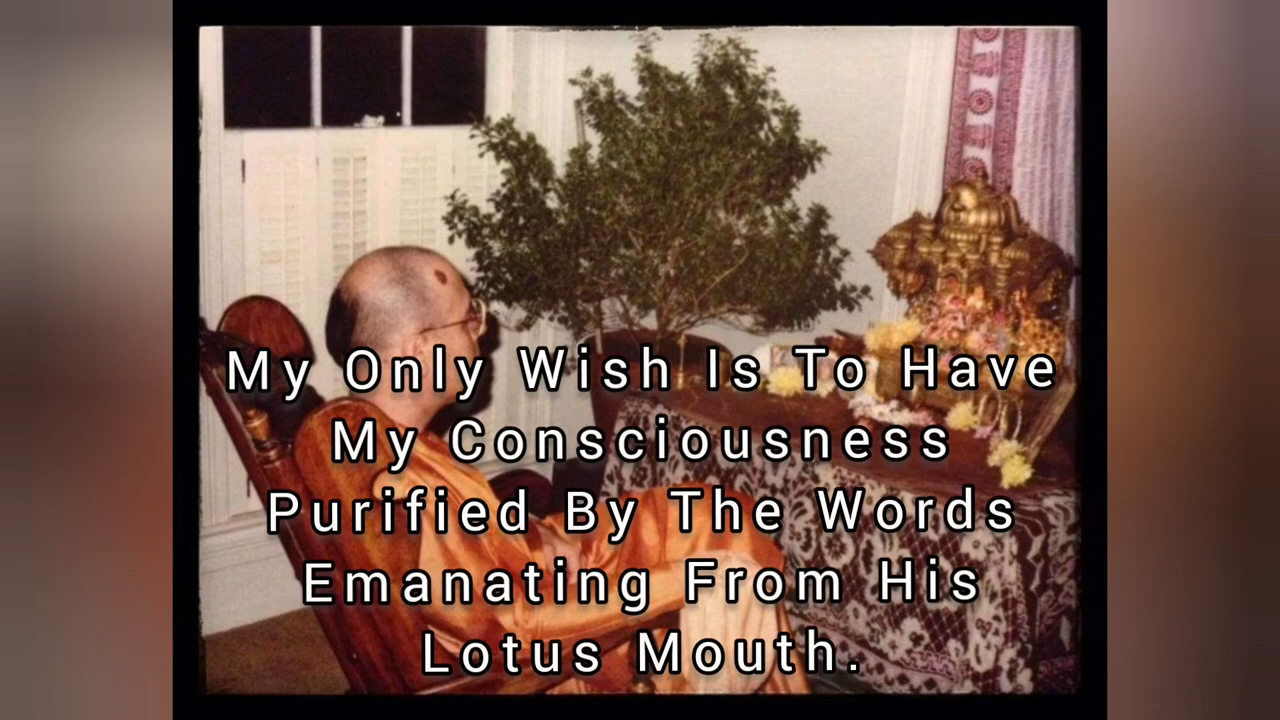 My Only Wish Is To Have
My Consciousness
Purified By The Words
Emanating From His
Lotus Mouth.